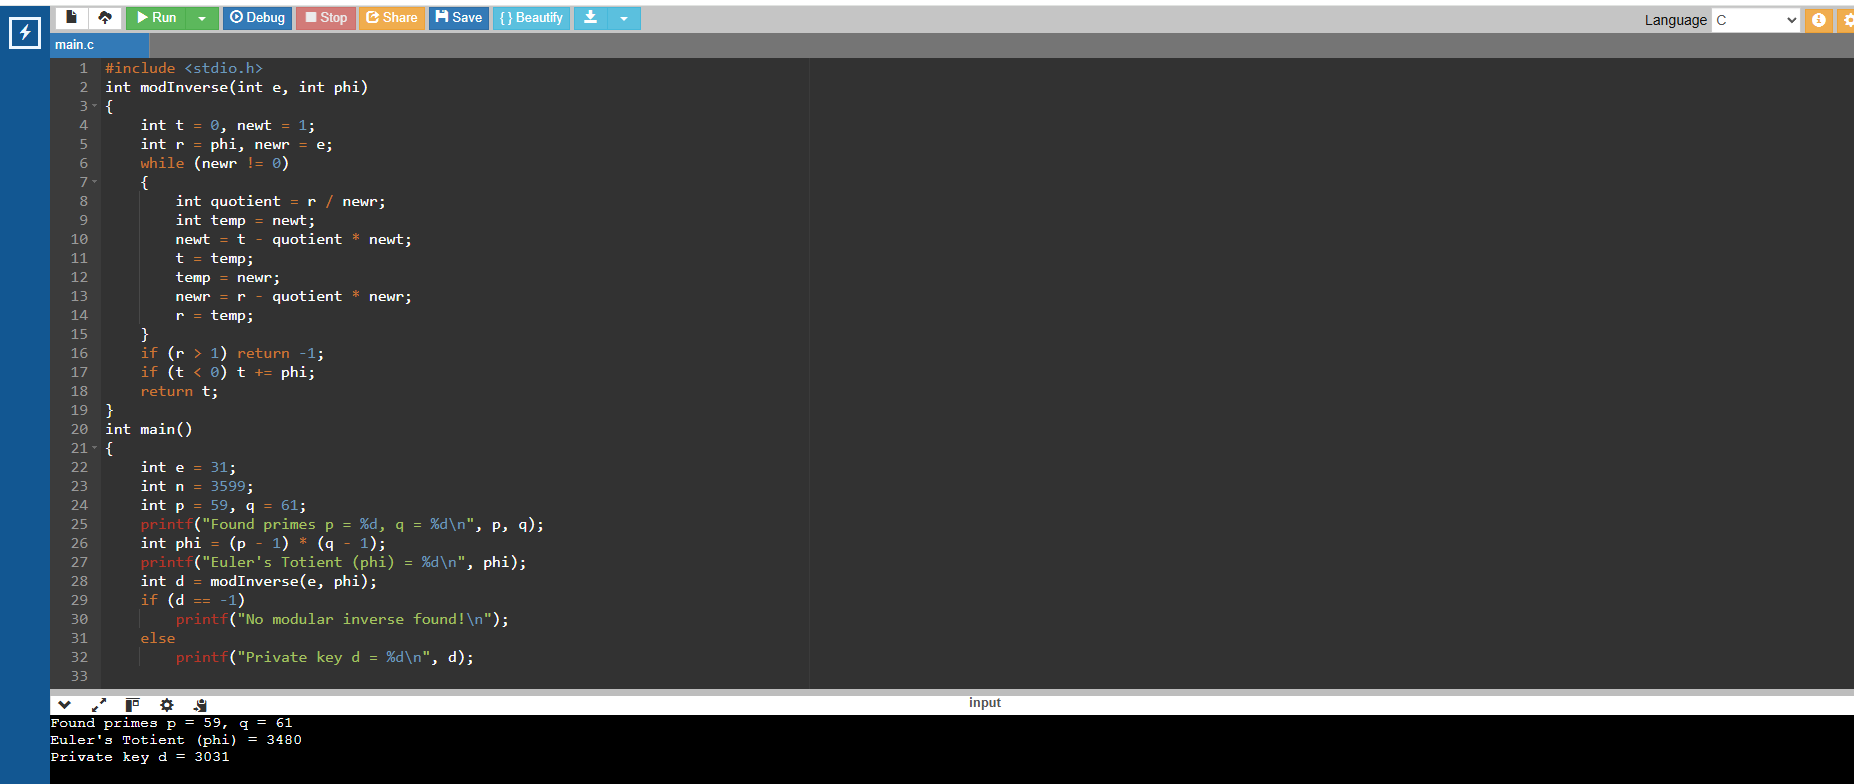 Run Debug Stop Share Save { } Beautify Language C
main.c
1 #include <stdio.h>
2 int modInverse(int e, int phi)
3 {
4     int t = 0, newt = 1;
5     int r = phi, newr = e;
6     while (newr != 0)
7     {
8         int quotient = r / newr;
9         int temp = newt;
10         newt = t - quotient * newt;
11         t = temp;
12         temp = newr;
13         newr = r - quotient * newr;
14         r = temp;
15     }
16     if (r > 1) return -1;
17     if (t < 0) t += phi;
18     return t;
19 }
20 int main()
21 {
22     int e = 31;
23     int n = 3599;
24     int p = 59, q = 61;
25     printf("Found primes p = %d, q = %d\n", p, q);
26     int phi = (p - 1) * (q - 1);
27     printf("Euler's Totient (phi) = %d\n", phi);
28     int d = modInverse(e, phi);
29     if (d == -1)
30         printf("No modular inverse found!\n");
31     else
32         printf("Private key d = %d\n", d);
33
input
Found primes p = 59, q = 61
Euler's Totient (phi) = 3480
Private key d = 3031